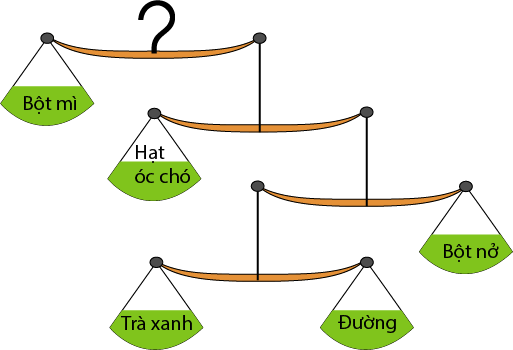 ?
Bột mì
Hạt
óc chó
Bột nở
Trà xanh
Đường